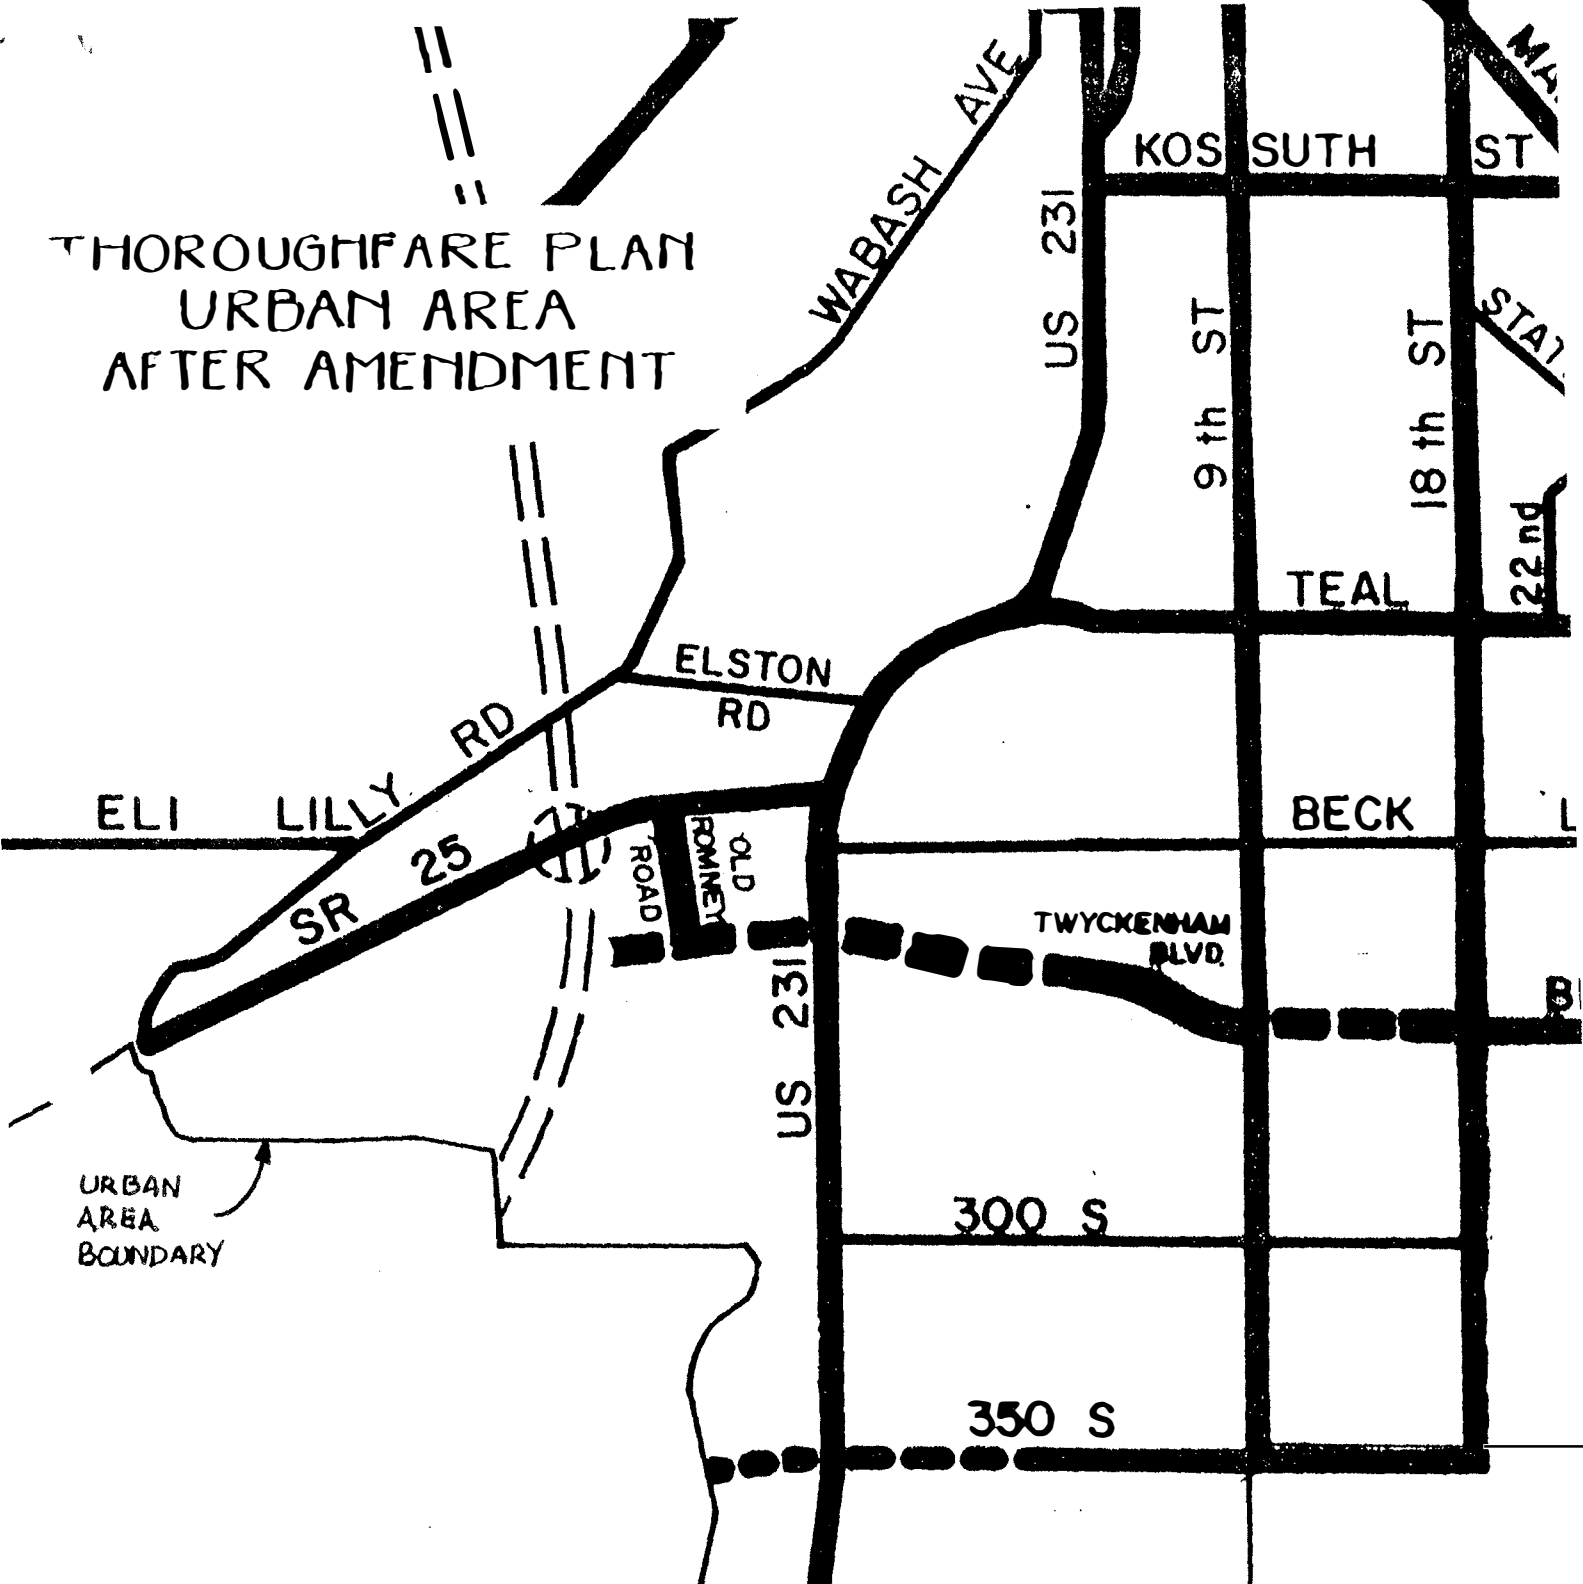 THOROUGHFARE PLAN
URBAN AREA
AFTER AMENDMENT
WABASH AVE
US 231
KOSSUTH ST
9th ST
18th ST
22nd
TEAL
ELSTON
RD
ELI LILLY RD
SR 25
OLD
ROMNEY
ROAD
BECK
TWYCKENHAM
BLVD.
US 231
300 S
350 S
URBAN
AREA
BOUNDARY